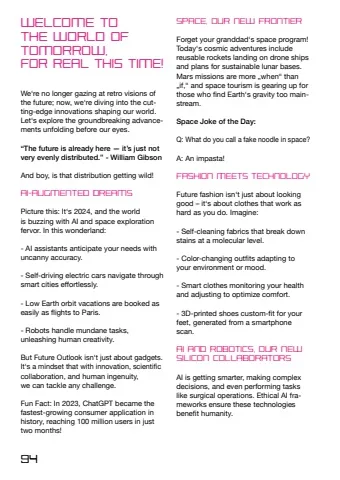 WELCOME TO
THE WORLD OF
TOMORROW,
FOR REAL THIS TIME!
We're no longer gazing at retro visions of
the future; now, we're diving into the cut-
ting-edge innovations shaping our world.
Let's explore the groundbreaking advance-
ments unfolding before our eyes.
“The future is already here — it's just not
very evenly distributed.” - William Gibson
And boy, is that distribution getting wild!
AI-AUGMENTED DREAMS
Picture this: It's 2024, and the world
is buzzing with AI and space exploration
fervor. In this wonderland:
- AI assistants anticipate your needs with
uncanny accuracy.
- Self-driving electric cars navigate through
smart cities effortlessly.
- Low Earth orbit vacations are booked as
easily as flights to Paris.
- Robots handle mundane tasks,
unleashing human creativity.
But Future Outlook isn't just about gadgets.
It's a mindset that with innovation, scientific
collaboration, and human ingenuity,
we can tackle any challenge.
Fun Fact: In 2023, ChatGPT became the
fastest-growing consumer application in
history, reaching 100 million users in just
two months!
SPACE, OUR NEW FRONTIER
Forget your granddad's space program!
Today's cosmic adventures include
reusable rockets landing on drone ships
and plans for sustainable lunar bases.
Mars missions are more „when“ than
„if,“ and space tourism is gearing up for
those who find Earth's gravity too main-
stream.
Space Joke of the Day:
Q: What do you call a fake noodle in space?
A: An impasta!
FASHION MEETS TECHNOLOGY
Future fashion isn't just about looking
good – it's about clothes that work as
hard as you do. Imagine:
- Self-cleaning fabrics that break down
stains at a molecular level.
- Color-changing outfits adapting to
your environment or mood.
- Smart clothes monitoring your health
and adjusting to optimize comfort.
- 3D-printed shoes custom-fit for your
feet, generated from a smartphone
scan.
AI AND ROBOTICS, OUR NEW
SILICON COLLABORATORS
AI is getting smarter, making complex
decisions, and even performing tasks
like surgical operations. Ethical AI fra-
meworks ensure these technologies
benefit humanity.
94